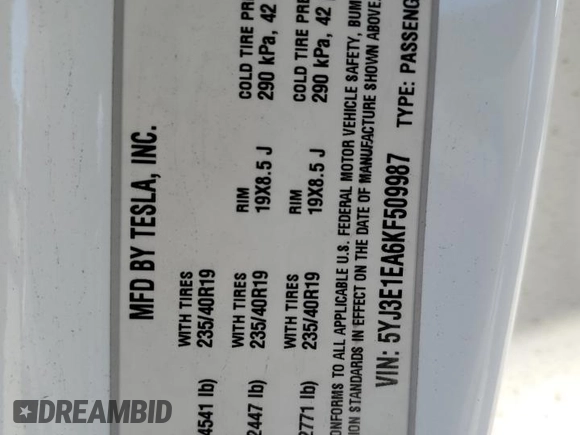 MFD BY TESLA, INC.
4541 lb) WITH TIRES 235/40R19
2447 lb) WITH TIRES 235/40R19 RIM 19X8.5 J COLD TIRE PRE 290 kPa, 42
2771 lb) WITH TIRES 235/40R19 RIM 19X8.5 J COLD TIRE PRE 290 kPa, 42
ONFORMS TO ALL APPLICABLE U.S. FEDERAL MOTOR VEHICLE SAFETY, BUM
ION STANDARDS IN EFFECT ON THE DATE OF MANUFACTURE SHOWN ABOVE.
VIN: 5YJ3E1EA6KF509987 TYPE: PASSENG
DREAMBID